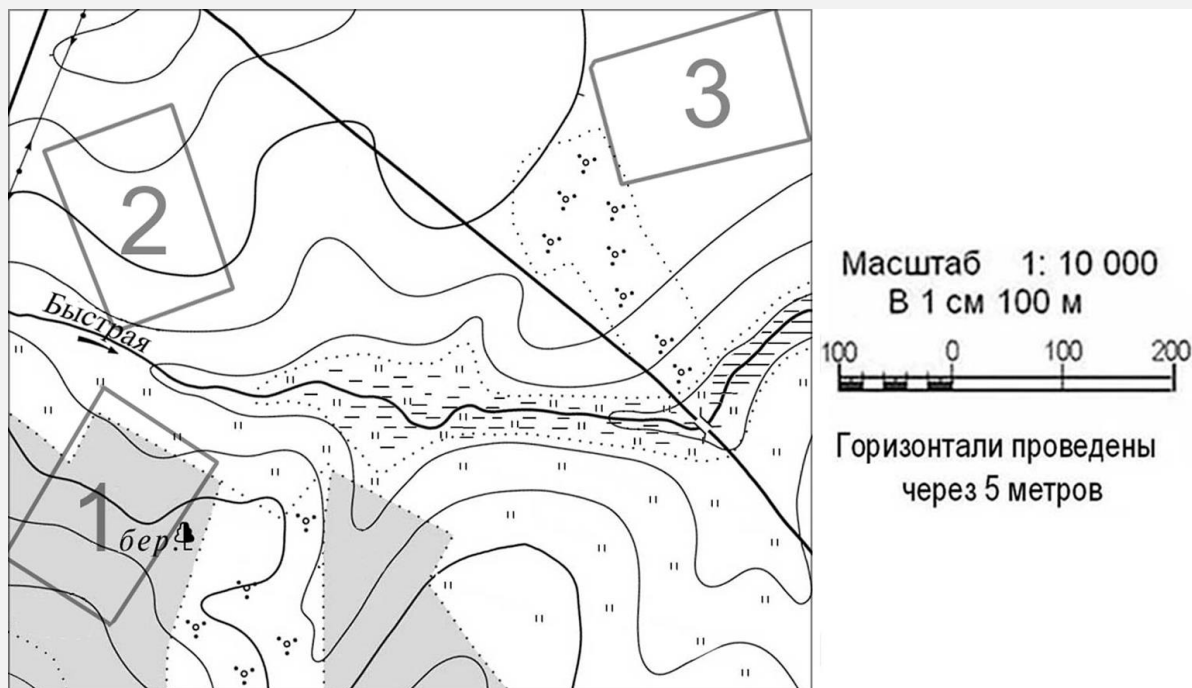 3
2
Быстрая
1
бер.
Масштаб 1: 10 000
В 1 см 100 м
100 0 100 200
Горизонтали проведены
через 5 метров